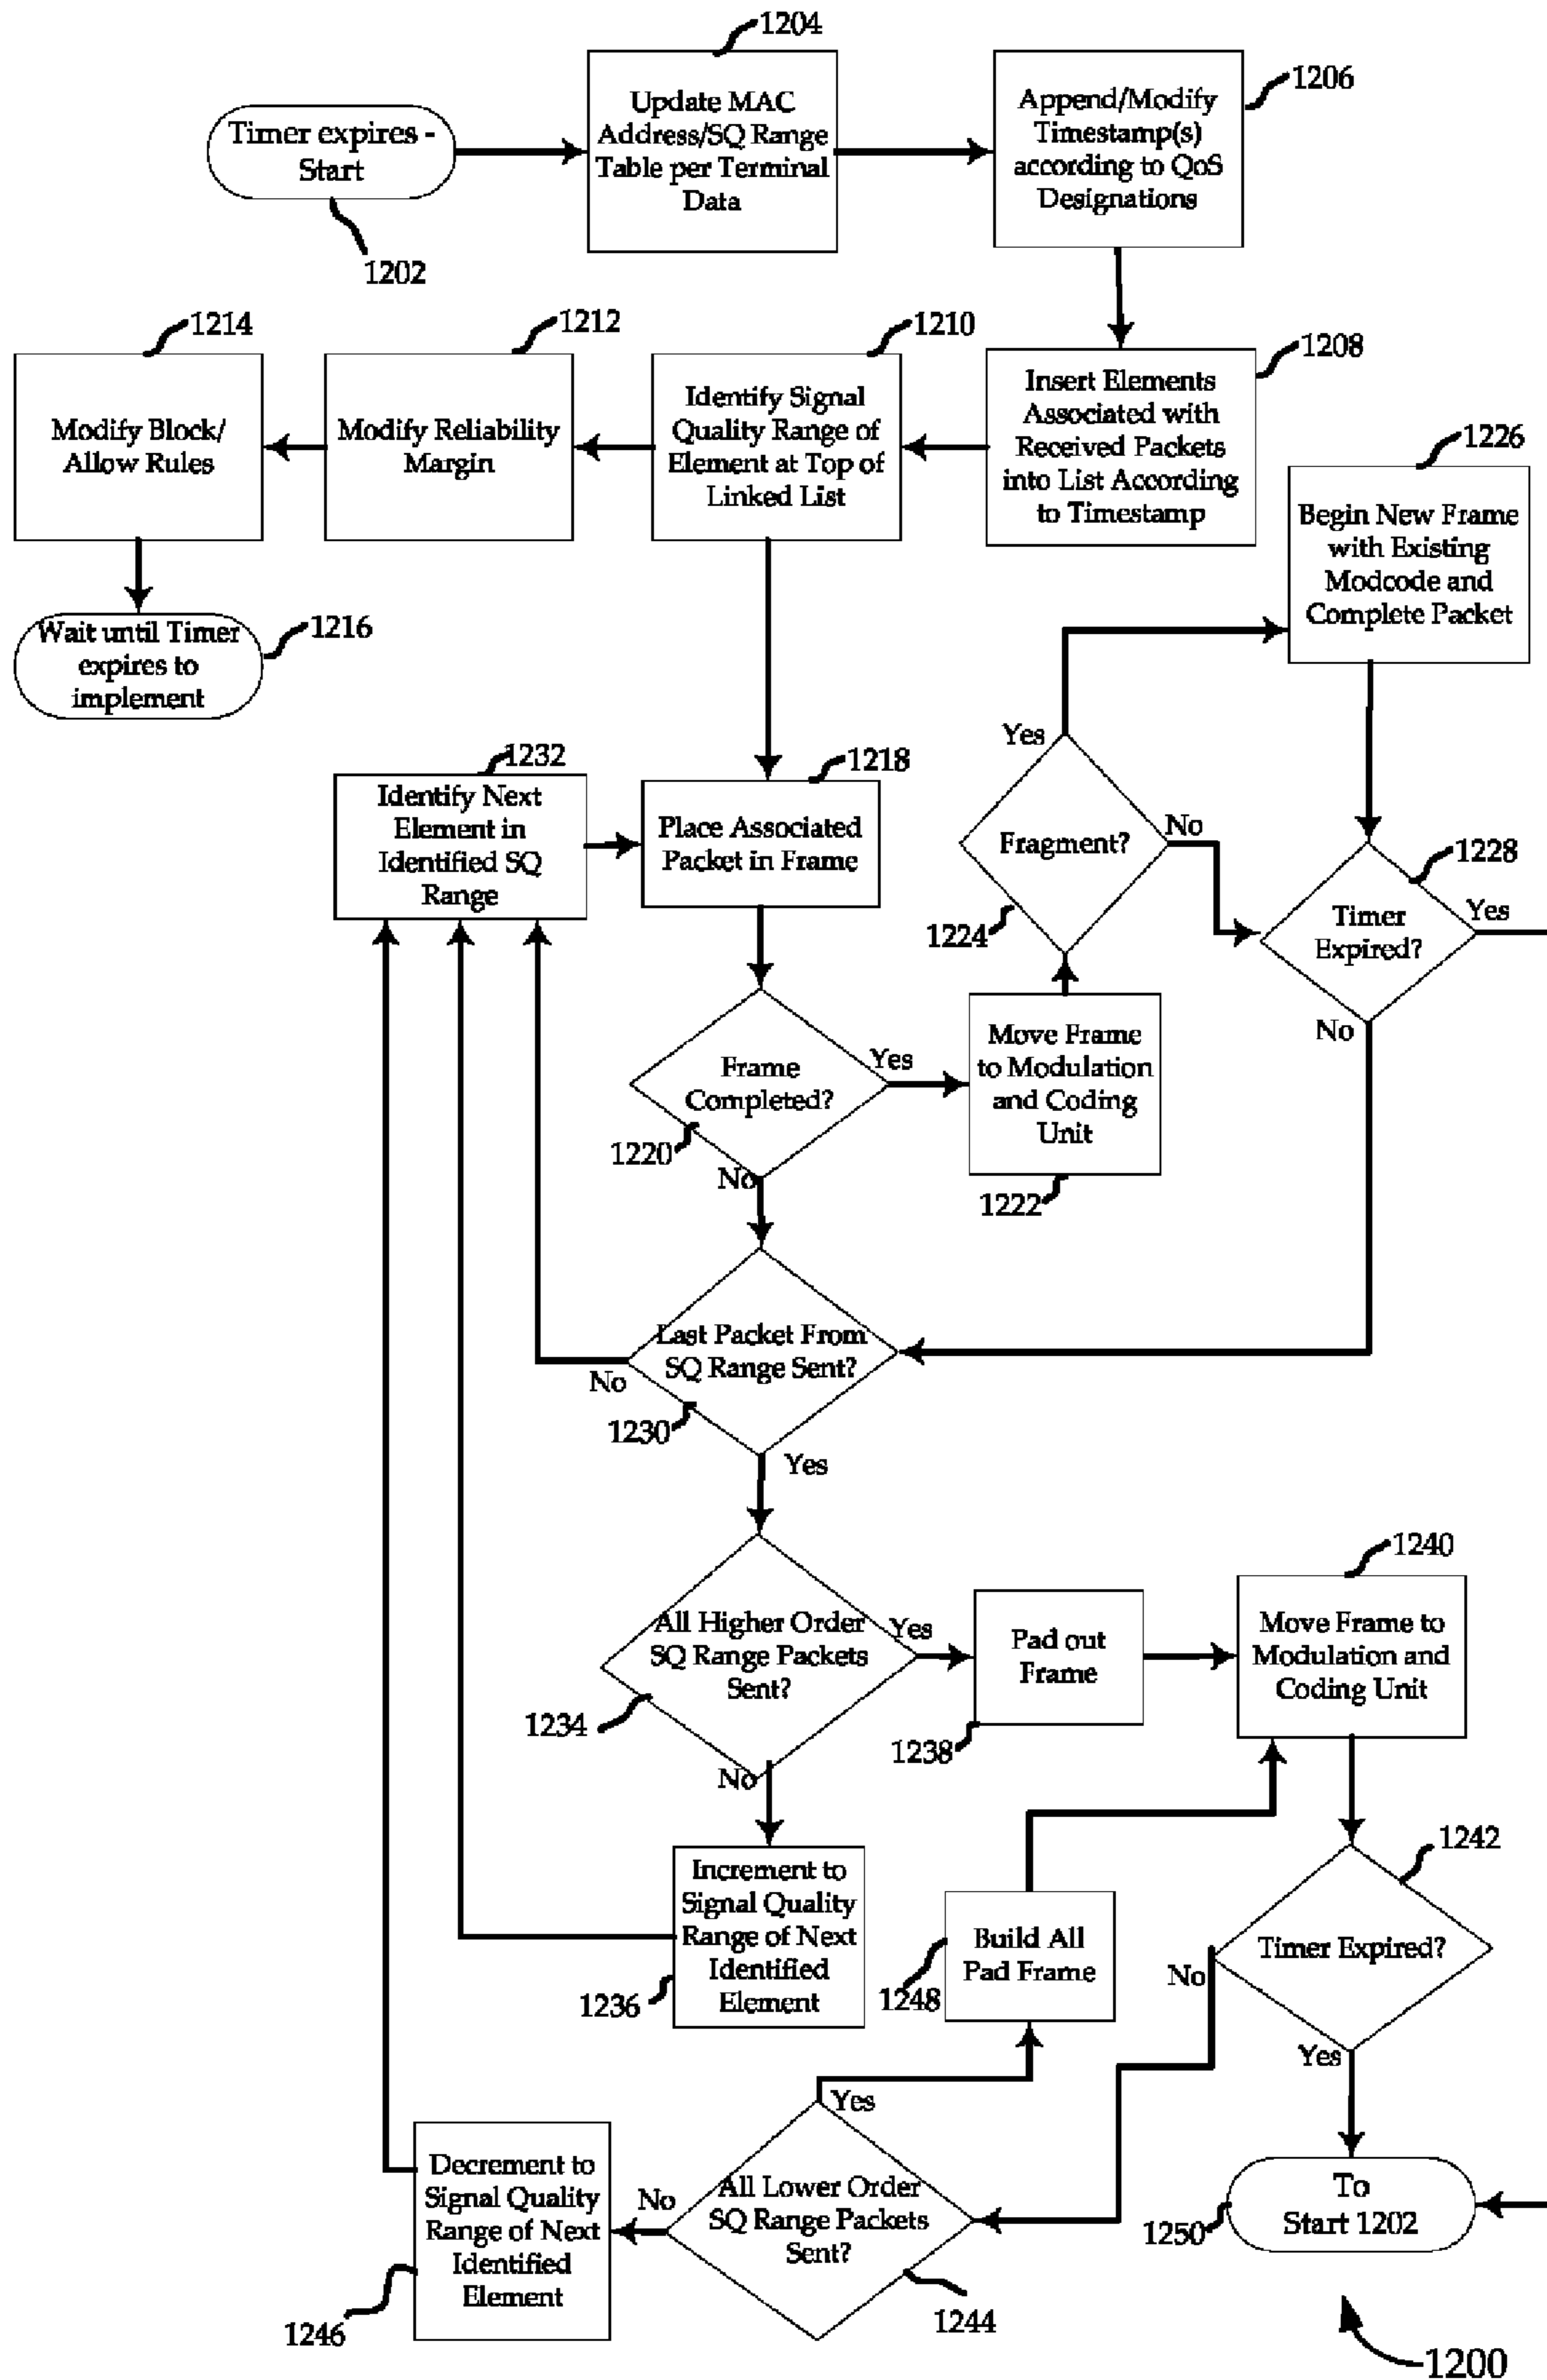 1204
Update MAC
Address/SQ Range
Table per Terminal
Data
1206
Append/Modify
Timestamp(s)
according to QoS
Designations
Timer expires -
Start
1202
1214
Modify Block/
Allow Rules
1212
Modify Reliability
Margin
1210
Identify Signal
Quality Range of
Element at Top of
Linked List
1208
Insert Elements
Associated with
Received Packets
into List According
to Timestamp
1226
Begin New Frame
with Existing
Modcode and
Complete Packet
Wait until Timer
expires to
implement
1216
1232
Identify Next
Element in
Identified SQ
Range
1218
Place Associated
Packet in Frame
Yes
Fragment?
No
1224
1228
Timer
Expired?
Yes
No
Frame
Completed?
Yes
1220
No
Move Frame
to Modulation
and Coding
Unit
1222
Last Packet From
SQ Range Sent?
No
1230
Yes
All Higher Order
SQ Range Packets
Sent?
Yes
1234
No
Pad out
Frame
1238
1240
Move Frame to
Modulation and
Coding Unit
Increment to
Signal Quality
Range of Next
Identified
Element
1236
Build All
Pad Frame
1248
1242
Timer Expired?
No
Yes
Decrement to
Signal Quality
Range of Next
Identified
Element
1246
Yes
All Lower Order
SQ Range Packets
Sent?
No
1244
To
Start 1202
1250
1200